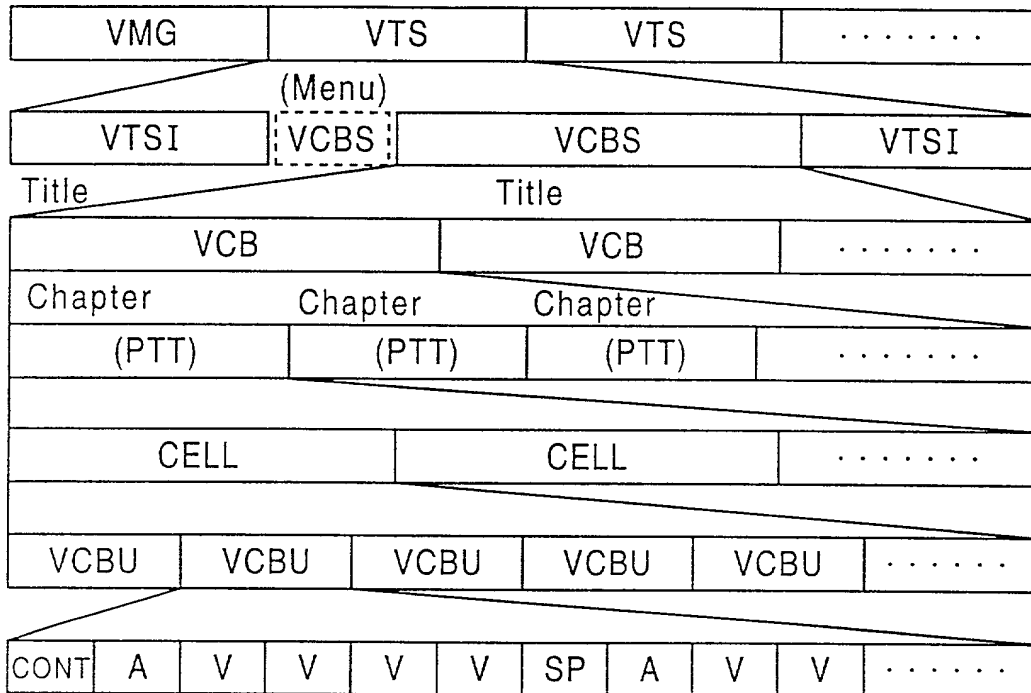 VMG VTS VTS .......
(Menu)
VTSI VCBS VCBS VTSI
Title Title
VCB VCB .......
Chapter Chapter Chapter
(PTT) (PTT) (PTT) .......
CELL CELL .......
VCBU VCBU VCBU VCBU VCBU ......
CONT A V V V V SP A V V ......